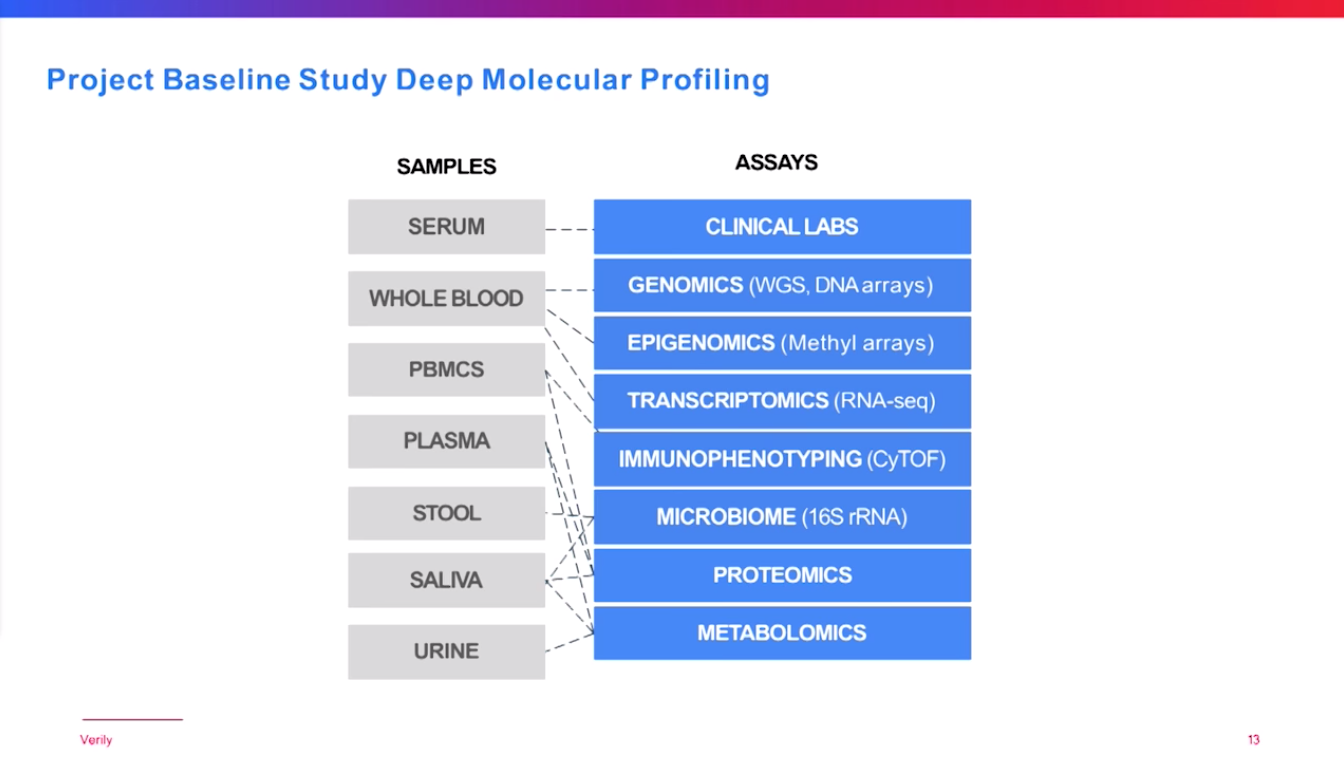 Project Baseline Study Deep Molecular Profiling
SAMPLES
ASSAYS
SERUM
CLINICAL LABS
WHOLE BLOOD
GENOMICS (WGS, DNA arrays)
EPIGENOMICS (Methyl arrays)
PBMCS
TRANSCRIPTOMICS (RNA-seq)
PLASMA
IMMUNOPHENOTYPING (CyTOF)
STOOL
MICROBIOME (16S rRNA)
SALIVA
PROTEOMICS
URINE
METABOLOMICS
Verily
13